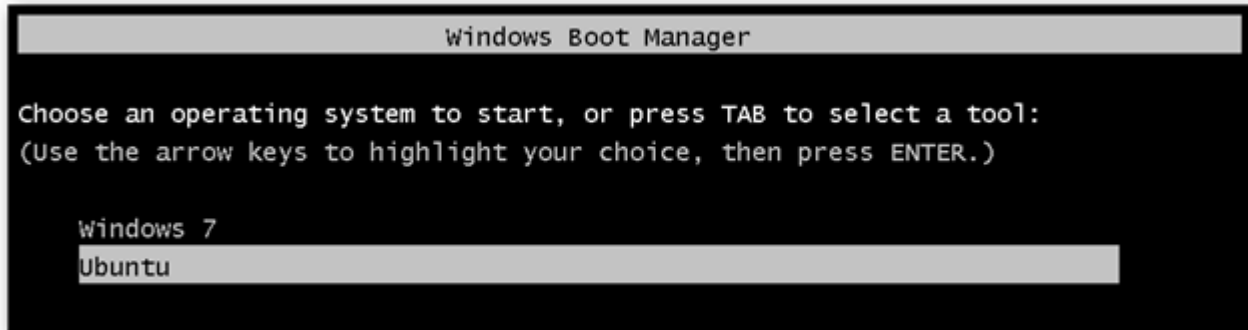 Windows Boot Manager
Choose an operating system to start, or press TAB to select a tool:
(Use the arrow keys to highlight your choice, then press ENTER.)
Windows 7
Ubuntu